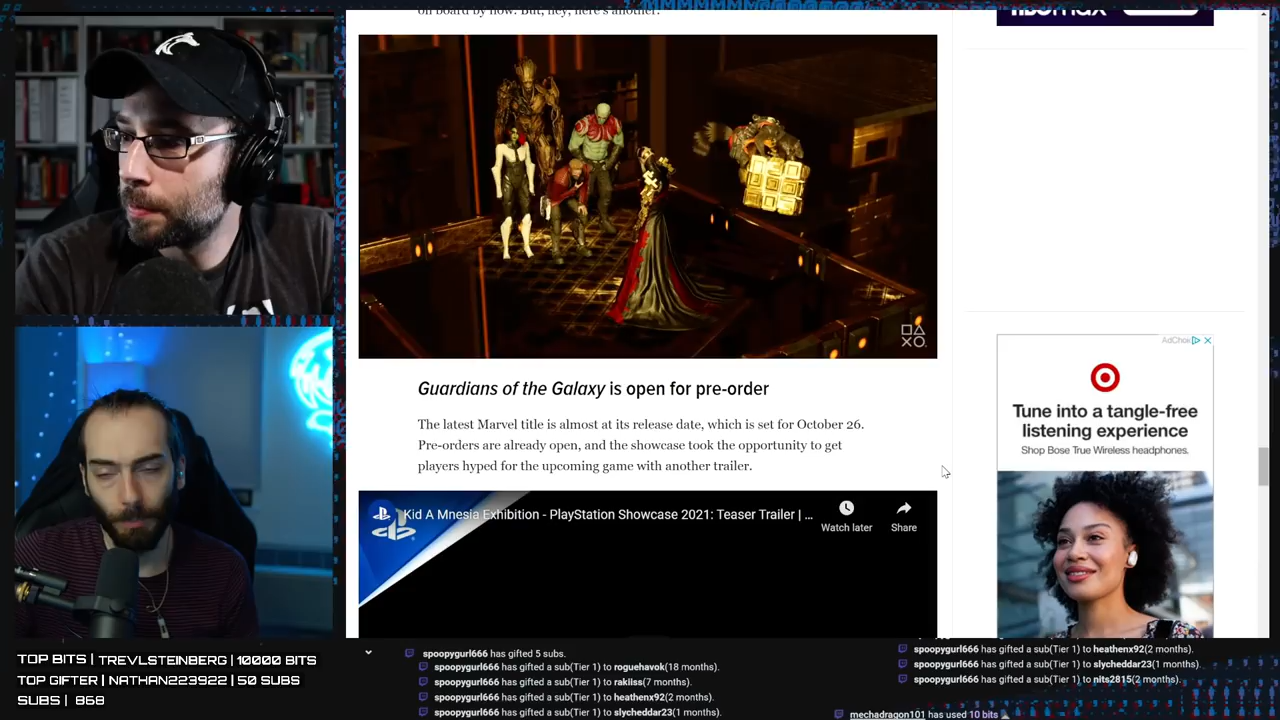 on board by now. But, hey, here's another.
HBOMAX
Guardians of the Galaxy is open for pre-order
The latest Marvel title is almost at its release date, which is set for October 26.
Pre-orders are already open, and the showcase took the opportunity to get
players hyped for the upcoming game with another trailer.
Kid A Mnesia Exhibition - PlayStation Showcase 2021: Teaser Trailer | ...
Watch later
Share
AdChoi
Tune into a tangle-free
listening experience
Shop Bose True Wireless headphones.
TOP BITS | TREVLSTEINBERG | 10000 BITS
TOP GIFTER | NATHAN223922 | 50 SUBS
SUBS | 868
spoopygurl666 has gifted 5 subs.
spoopygurl666 has gifted a sub(Tier 1) to roguehavok(18 months).
spoopygurl666 has gifted a sub(Tier 1) to rakiiss(7 months).
spoopygurl666 has gifted a sub(Tier 1) to heathenx92(2 months).
spoopygurl666 has gifted a sub(Tier 1) to slycheddar23(1 months).
spoopygurl666 has gifted a sub(Tier 1) to heathenx92(2 months).
spoopygurl666 has gifted a sub(Tier 1) to slycheddar23(1 months).
spoopygurl666 has gifted a sub(Tier 1) to nits2815(2 months).
mechadragon101 has used 10 bits